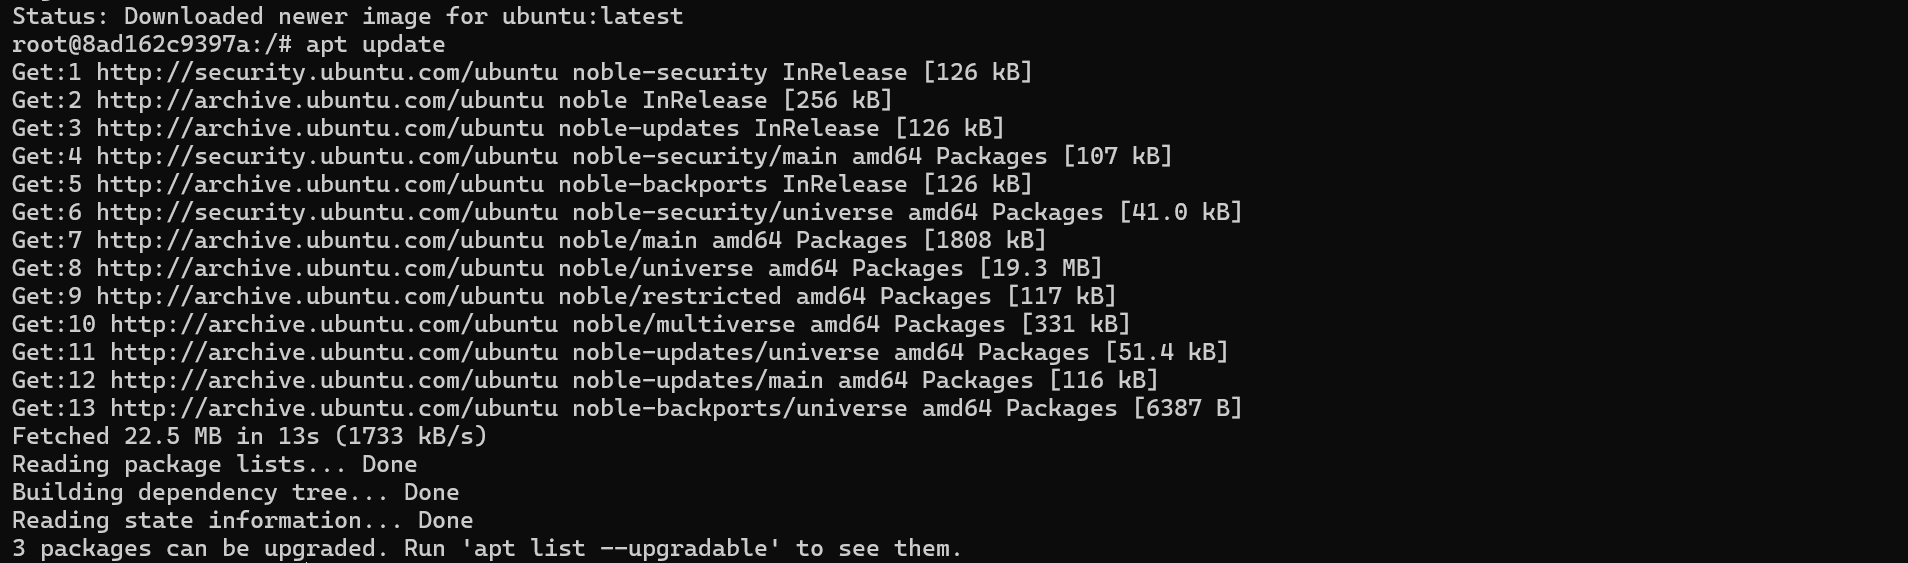 Status: Downloaded newer image for ubuntu:latest
root@8ad162c9397a:/# apt update
Get:1 http://security.ubuntu.com/ubuntu noble-security InRelease [126 kB]
Get:2 http://archive.ubuntu.com/ubuntu noble InRelease [256 kB]
Get:3 http://archive.ubuntu.com/ubuntu noble-updates InRelease [126 kB]
Get:4 http://security.ubuntu.com/ubuntu noble-security/main amd64 Packages [107 kB]
Get:5 http://archive.ubuntu.com/ubuntu noble-backports InRelease [126 kB]
Get:6 http://security.ubuntu.com/ubuntu noble-security/universe amd64 Packages [41.0 kB]
Get:7 http://archive.ubuntu.com/ubuntu noble/main amd64 Packages [1808 kB]
Get:8 http://archive.ubuntu.com/ubuntu noble/universe amd64 Packages [19.3 MB]
Get:9 http://archive.ubuntu.com/ubuntu noble/restricted amd64 Packages [117 kB]
Get:10 http://archive.ubuntu.com/ubuntu noble/multiverse amd64 Packages [331 kB]
Get:11 http://archive.ubuntu.com/ubuntu noble-updates/universe amd64 Packages [51.4 kB]
Get:12 http://archive.ubuntu.com/ubuntu noble-updates/main amd64 Packages [116 kB]
Get:13 http://archive.ubuntu.com/ubuntu noble-backports/universe amd64 Packages [6387 B]
Fetched 22.5 MB in 13s (1733 kB/s)
Reading package lists... Done
Building dependency tree... Done
Reading state information... Done
3 packages can be upgraded. Run 'apt list --upgradable' to see them.